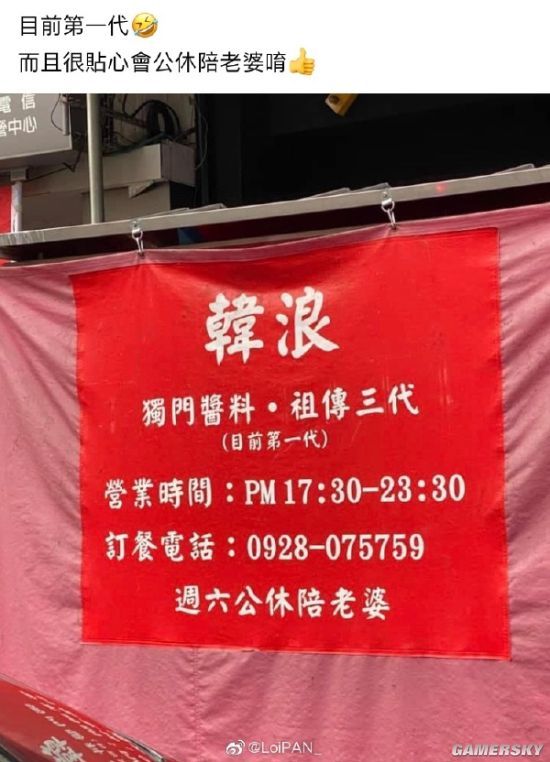 目前第一代🤣
而且很貼心會公休陪老婆唷👍
電信
營中心
韓浪
獨門醬料・祖傳三代
(目前第一代)
營業時間：PM 17:30-23:30
訂餐電話：0928-075759
週六公休陪老婆
@LoiPAN_
GAMERSKY